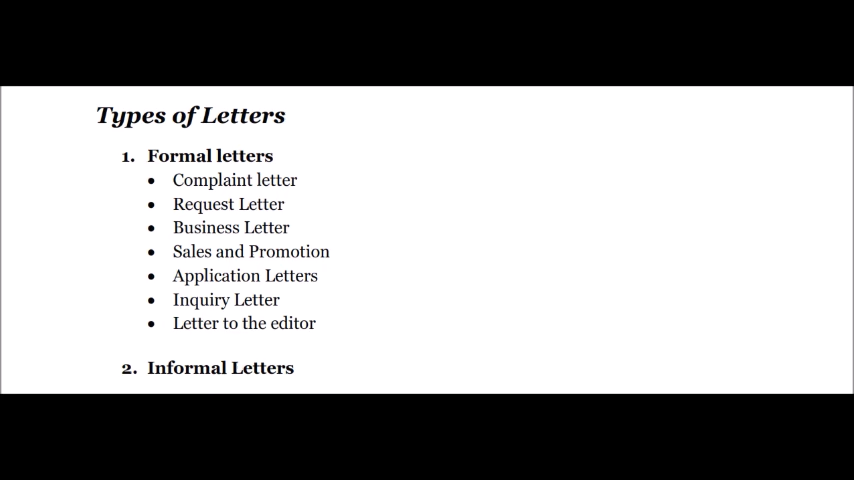 Types of Letters
1. Formal letters
• Complaint letter
• Request Letter
• Business Letter
• Sales and Promotion
• Application Letters
• Inquiry Letter
• Letter to the editor
2. Informal Letters